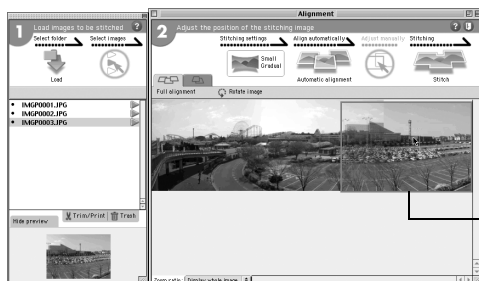 1 Load images to be stitched ?
Select folder Select images
Load
IMGP0001.JPG
IMGP0002.JPG
IMGP0003.JPG
Hide preview Trim/Print Trash
Alignment
2 Adjust the position of the stitching image ?
Stitching settings Align automatically Adjust manually Stitching
Small
Gradual
Automatic alignment Stitch
Full alignment Rotate image
Zoom ratio Display whole image